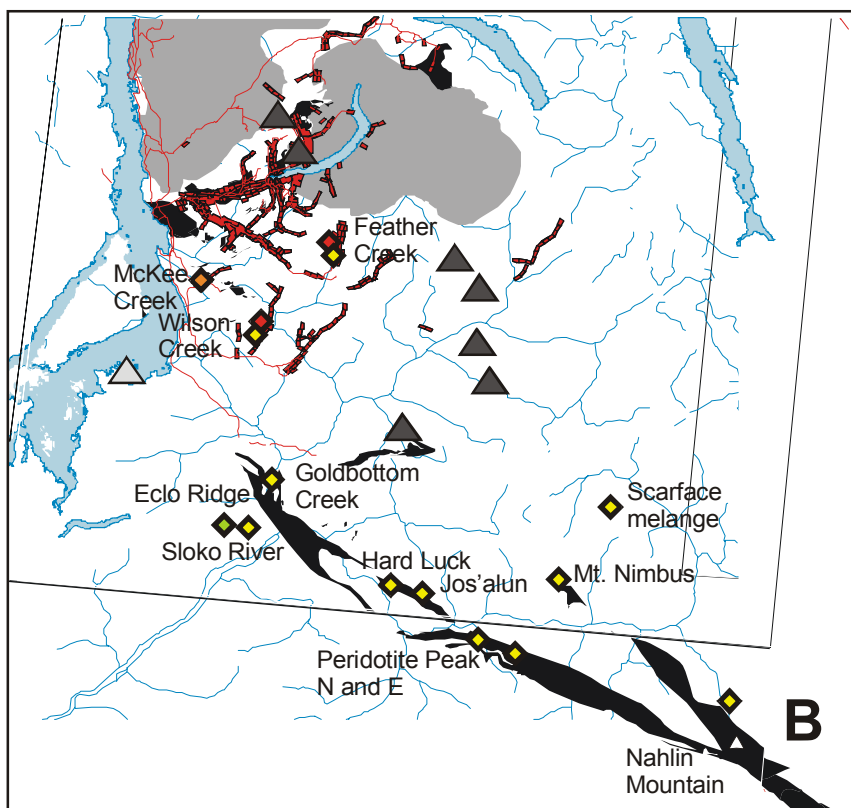 Feather
Creek
McKee
Creek
Wilson
Creek
Goldbottom
Creek
Eclo Ridge
Sloko River
Scarface
melange
Hard Luck
Jos'alun
Mt. Nimbus
Peridotite Peak
N and E
B
Nahlin
Mountain